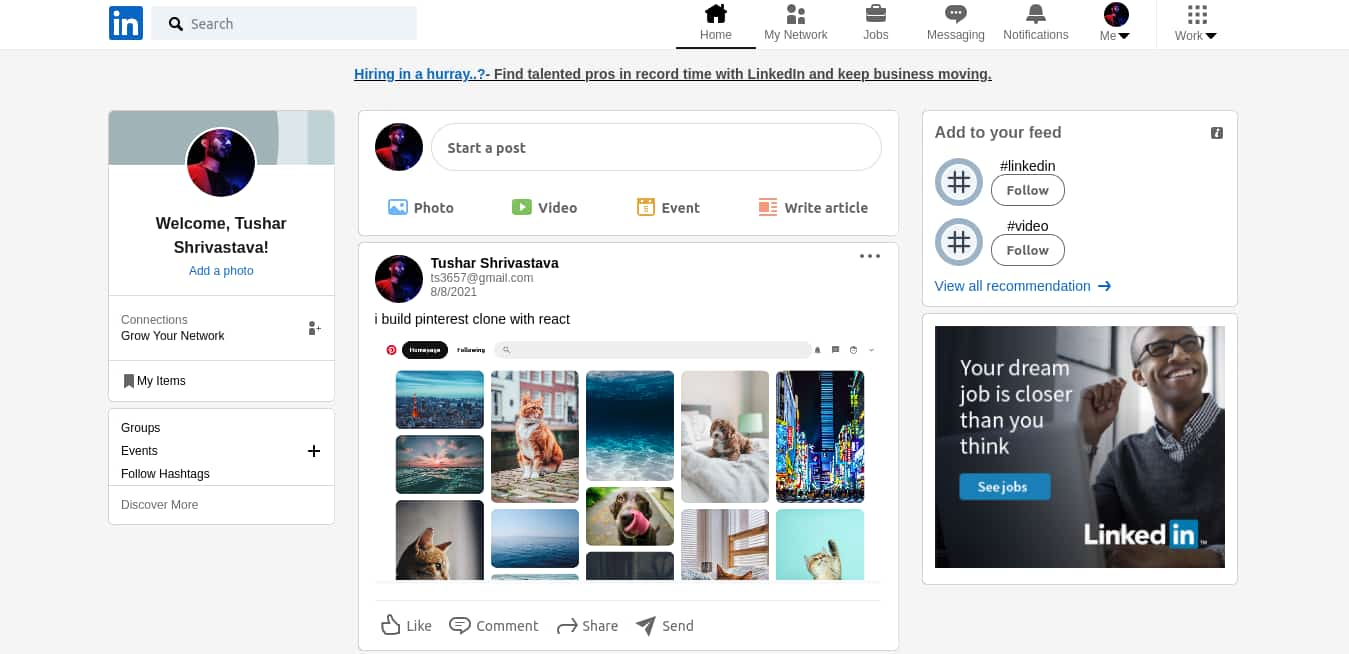 in
Search
Home
My Network
Jobs
Messaging
Notifications
Me
Work
Hiring in a hurray..?- Find talented pros in record time with LinkedIn and keep business moving.
Welcome, Tushar
Shrivastava!
Add a photo
Connections
Grow Your Network
My Items
Groups
Events
Follow Hashtags
Discover More
Start a post
Photo
Video
Event
Write article
Tushar Shrivastava
ts3657@gmail.com
8/8/2021
i build pinterest clone with react
Homepage
Following
Like
Comment
Share
Send
Add to your feed
#linkedin
Follow
#video
Follow
View all recommendation
Your dream
job is closer
than you
think
See jobs
Linked in